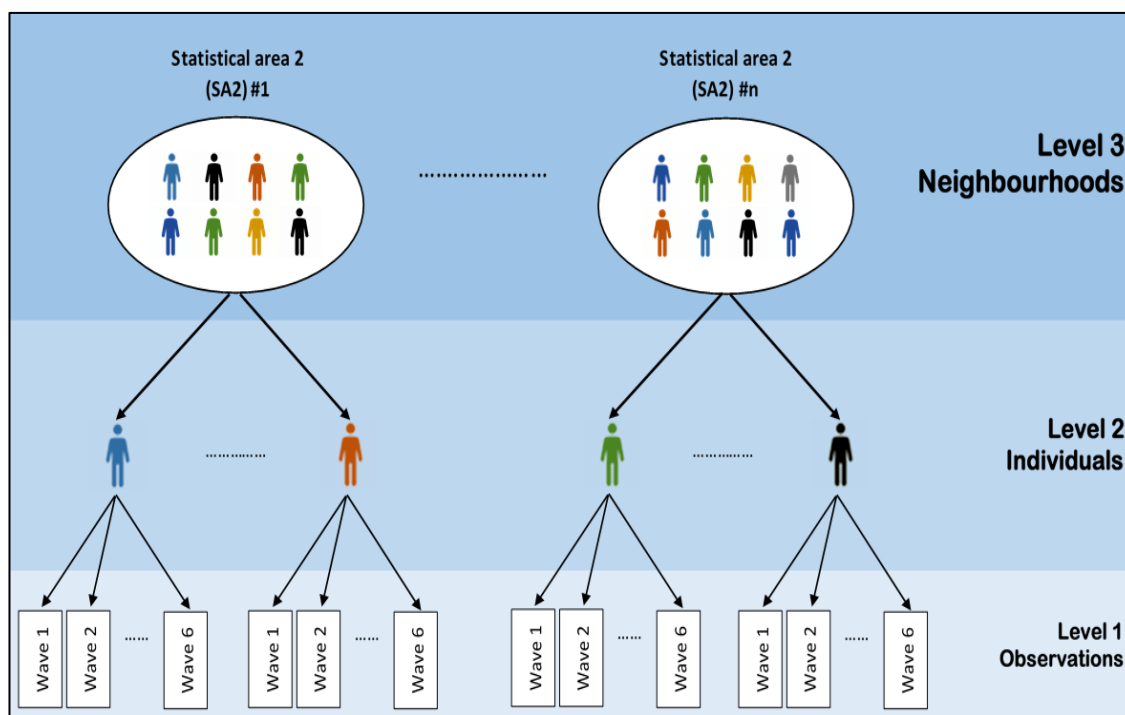 Statistical area 2
(SA2) #1
Statistical area 2
(SA2) #n
.....................
Level 3
Neighbourhoods
...............
...............
Level 2
Individuals
Wave 1
Wave 2
......
Wave 6
Wave 1
Wave 2
......
Wave 6
Wave 1
Wave 2
......
Wave 6
Wave 1
Wave 2
......
Wave 6
Level 1
Observations